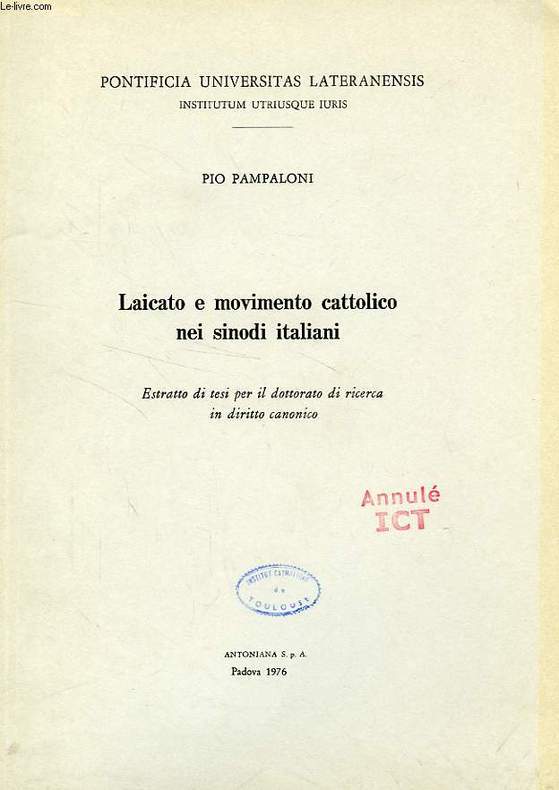 Le-livre.com
PONTIFICIA UNIVERSITAS LATERANENSIS
INSTITUTUM UTRIUSQUE IURIS
PIO PAMPALONI
Laicato e movimento cattolico
nei sinodi italiani
Estratto di tesi per il dottorato di ricerca
in diritto canonico
Annulé
ICT
INSTITUT CATHOLIQUE
de
TOULOUSE
ANTONIANA S. p. A.
Padova 1976